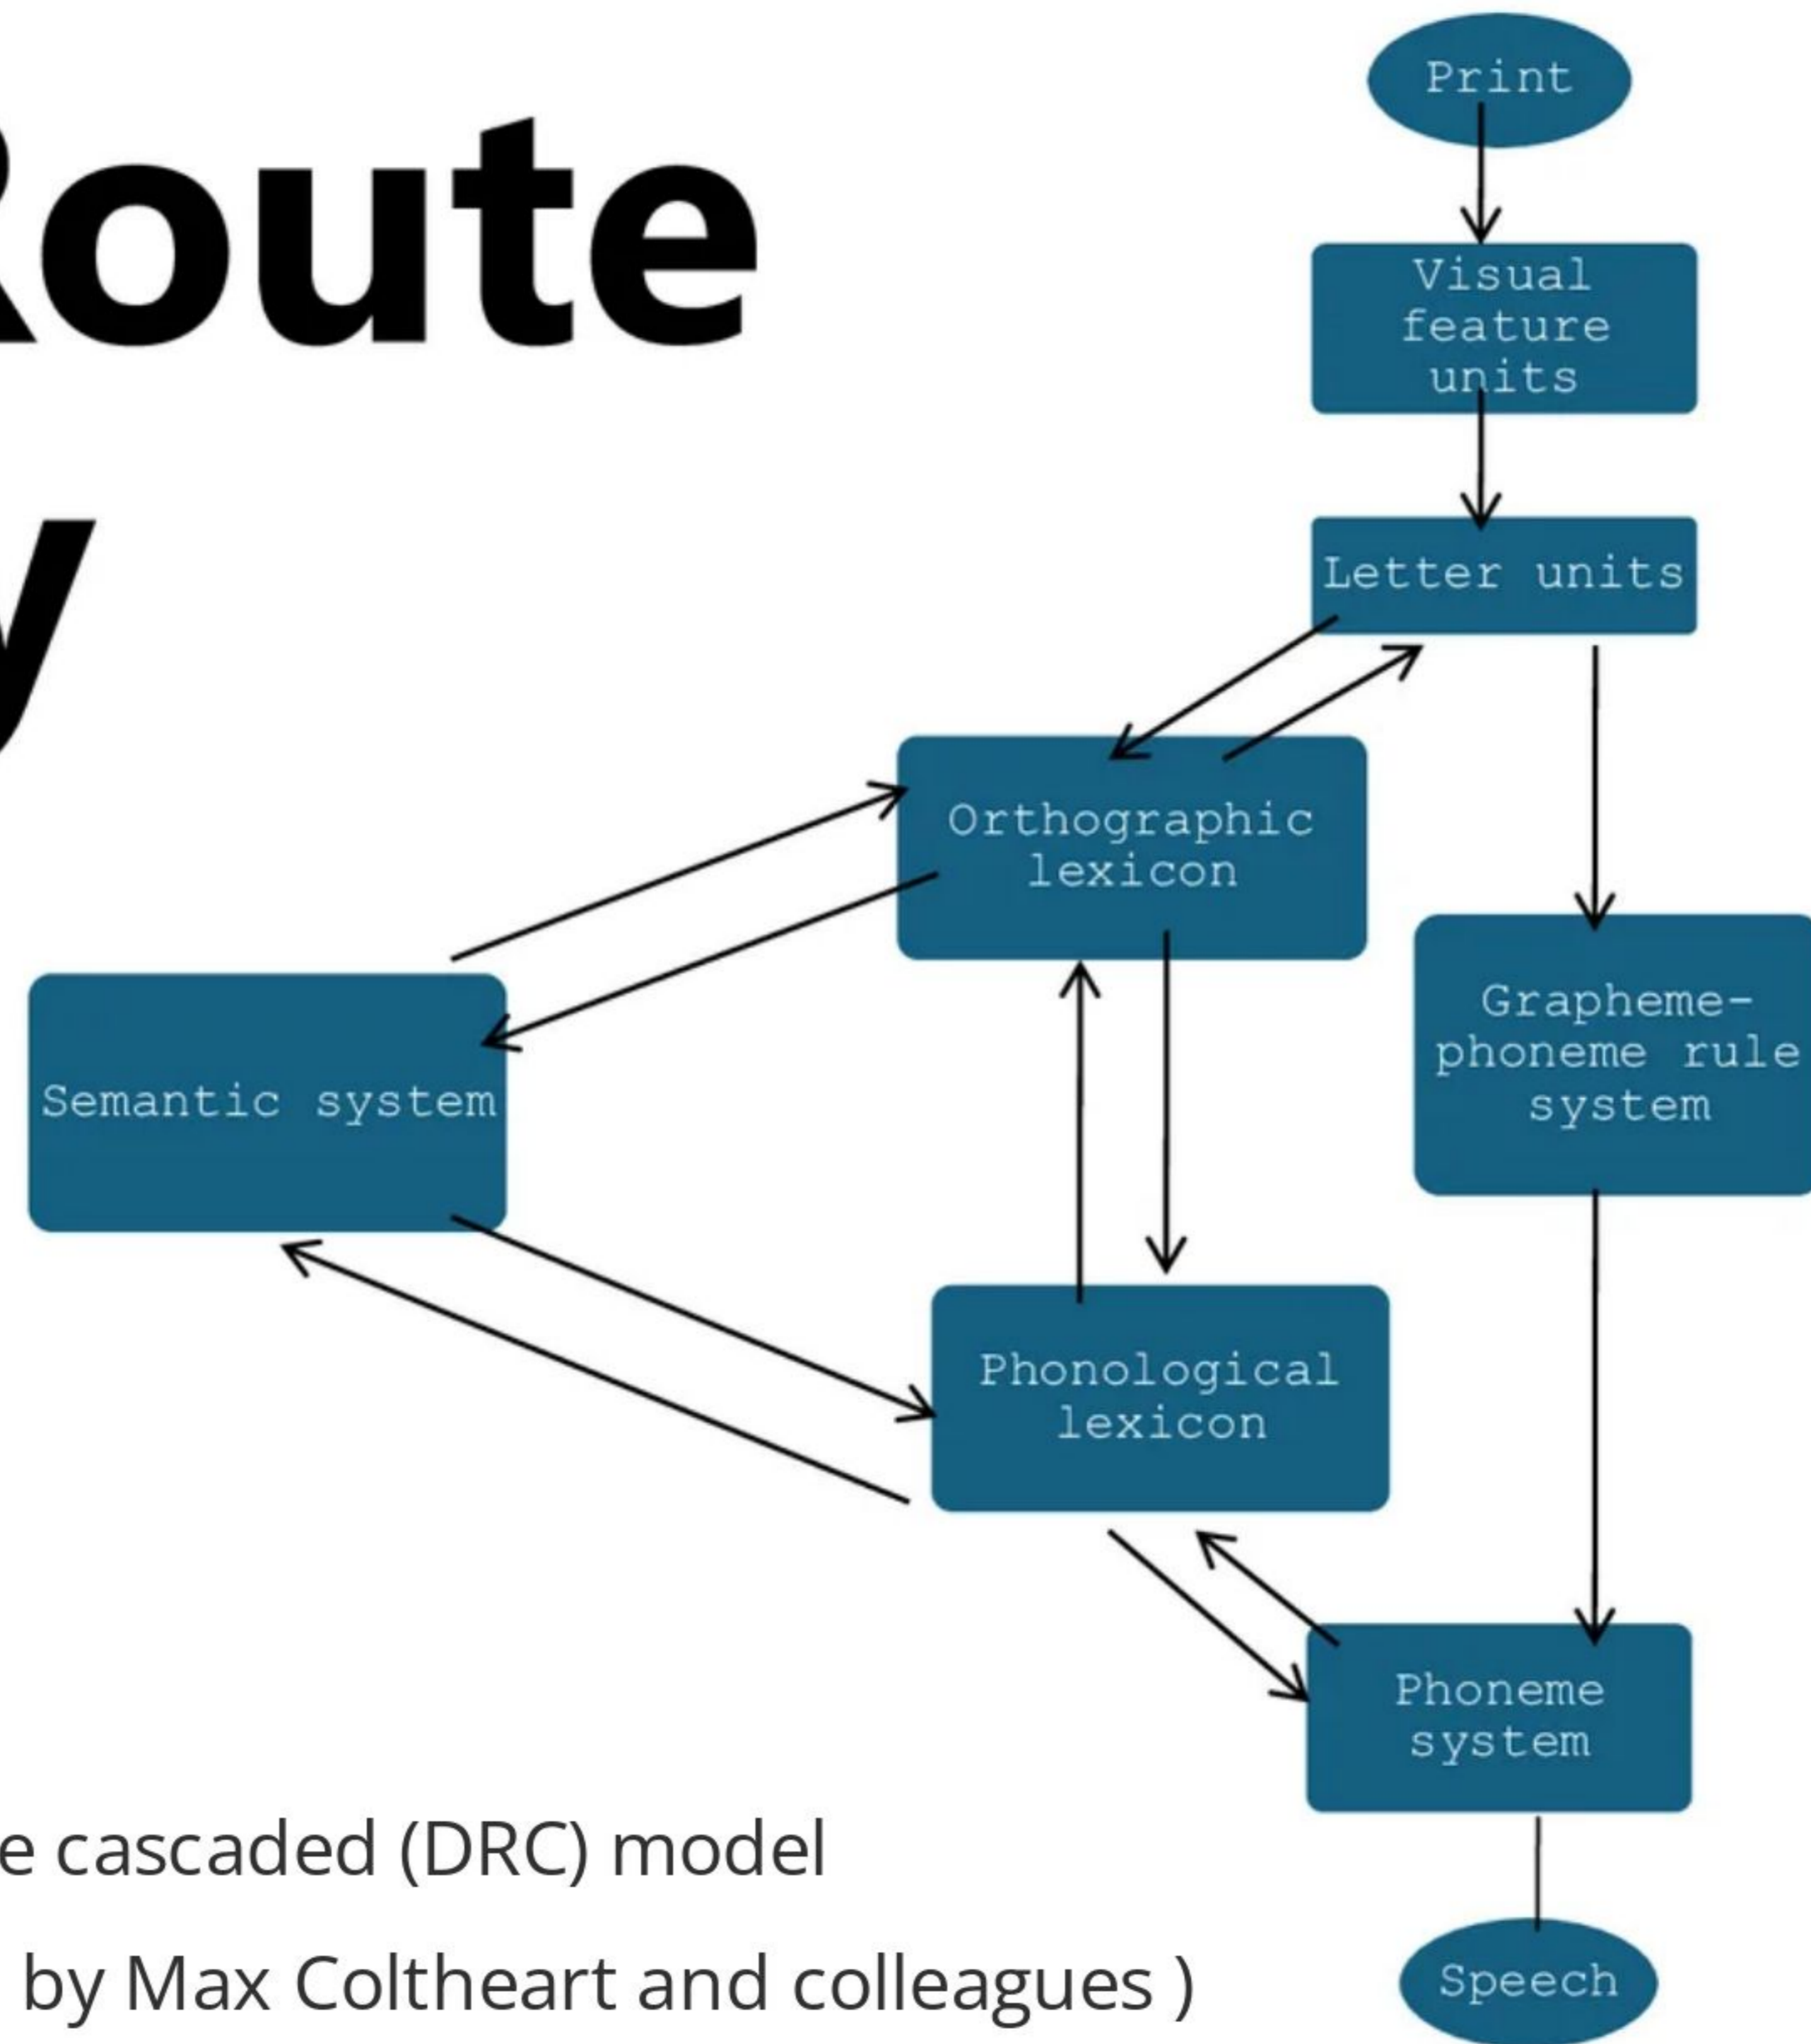 Route
y
Print
Visual
feature
units
Letter units
Orthographic
lexicon
Grapheme-
phoneme rule
system
Semantic system
Phonological
lexicon
Phoneme
system
e cascaded (DRC) model
by Max Coltheart and colleagues )
Speech